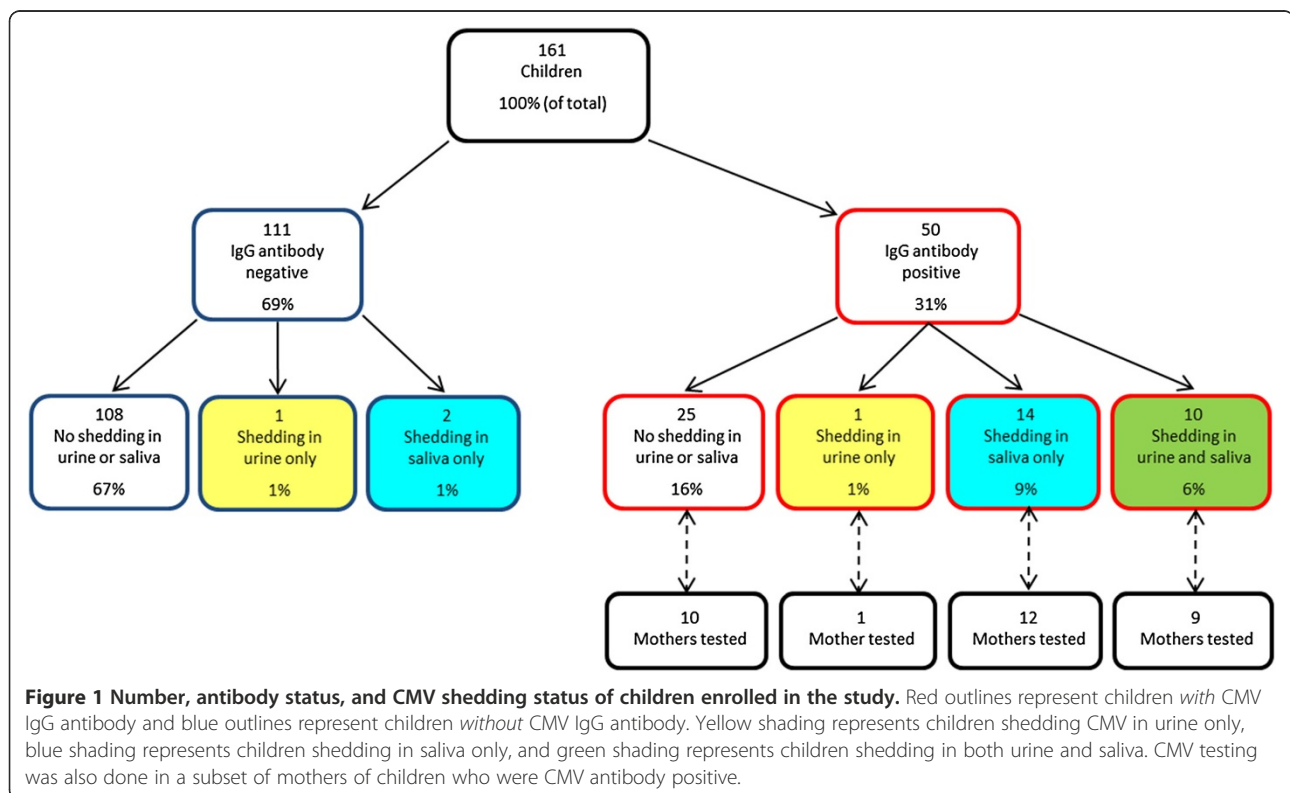 161
Children
100% (of total)
111
IgG antibody
negative
69%
50
IgG antibody
positive
31%
108
No shedding in
urine or saliva
67%
1
Shedding in
urine only
1%
2
Shedding in
saliva only
1%
25
No shedding in
urine or saliva
16%
1
Shedding in
urine only
1%
14
Shedding in
saliva only
9%
10
Shedding in
urine and saliva
6%
10
Mothers tested
1
Mother tested
12
Mothers tested
9
Mothers tested
Figure 1 Number, antibody status, and CMV shedding status of children enrolled in the study. Red outlines represent children with CMV
IgG antibody and blue outlines represent children without CMV IgG antibody. Yellow shading represents children shedding CMV in urine only,
blue shading represents children shedding in saliva only, and green shading represents children shedding in both urine and saliva. CMV testing
was also done in a subset of mothers of children who were CMV antibody positive.